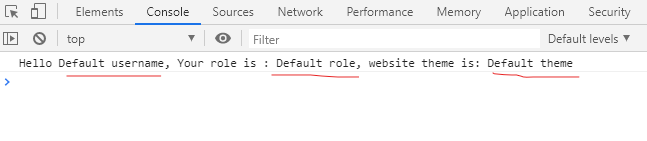 Elements Console Sources Network Performance Memory Application Security
top Filter Default levels
Hello Default username, Your role is : Default role, website theme is: Default theme